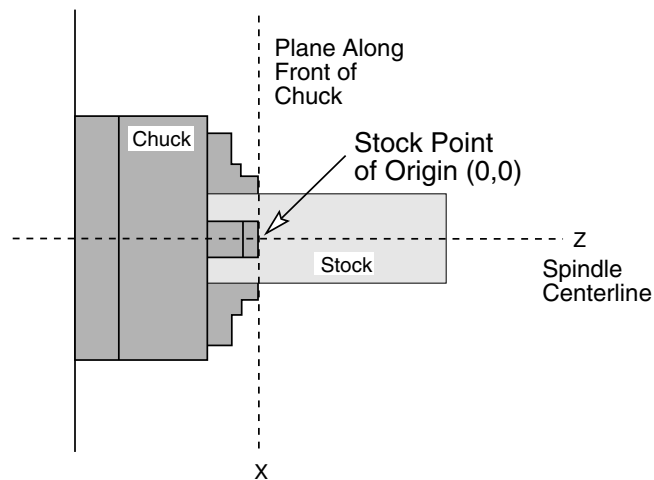 Plane Along
Front of
Chuck
Chuck
Stock Point
of Origin (0,0)
Z
Stock
Spindle
Centerline
X